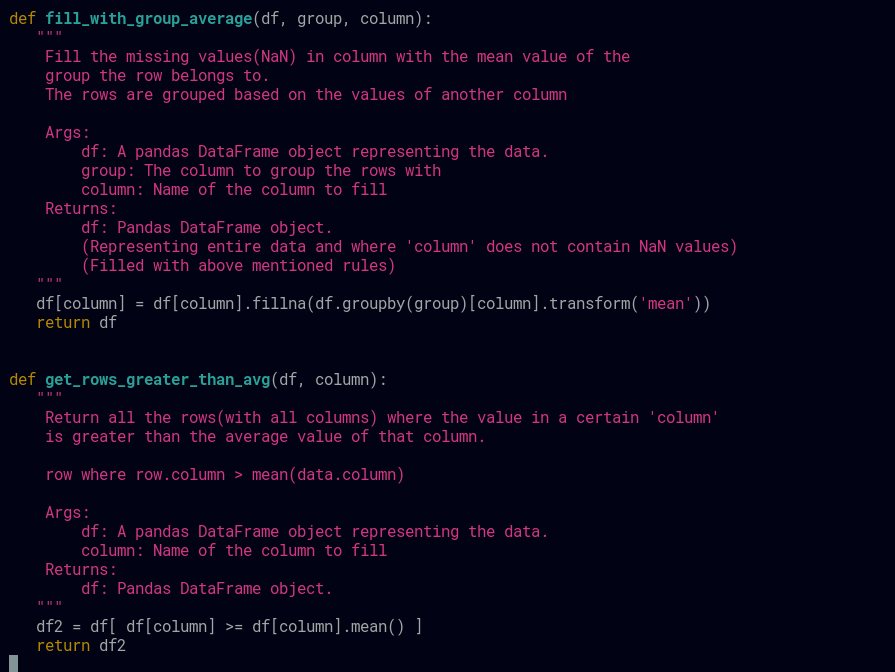 def fill_with_group_average(df, group, column):
   """
    Fill the missing values(NaN) in column with the mean value of the
    group the row belongs to.
    The rows are grouped based on the values of another column

    Args:
        df: A pandas DataFrame object representing the data.
        group: The column to group the rows with
        column: Name of the column to fill
    Returns:
        df: Pandas DataFrame object.
        (Representing entire data and where 'column' does not contain NaN values)
        (Filled with above mentioned rules)
   """
   df[column] = df[column].fillna(df.groupby(group)[column].transform('mean'))
   return df


def get_rows_greater_than_avg(df, column):
   """
    Return all the rows(with all columns) where the value in a certain 'column'
    is greater than the average value of that column.

    row where row.column > mean(data.column)

    Args:
        df: A pandas DataFrame object representing the data.
        column: Name of the column to fill
    Returns:
        df: Pandas DataFrame object.
   """
   df2 = df[ df[column] >= df[column].mean() ]
   return df2